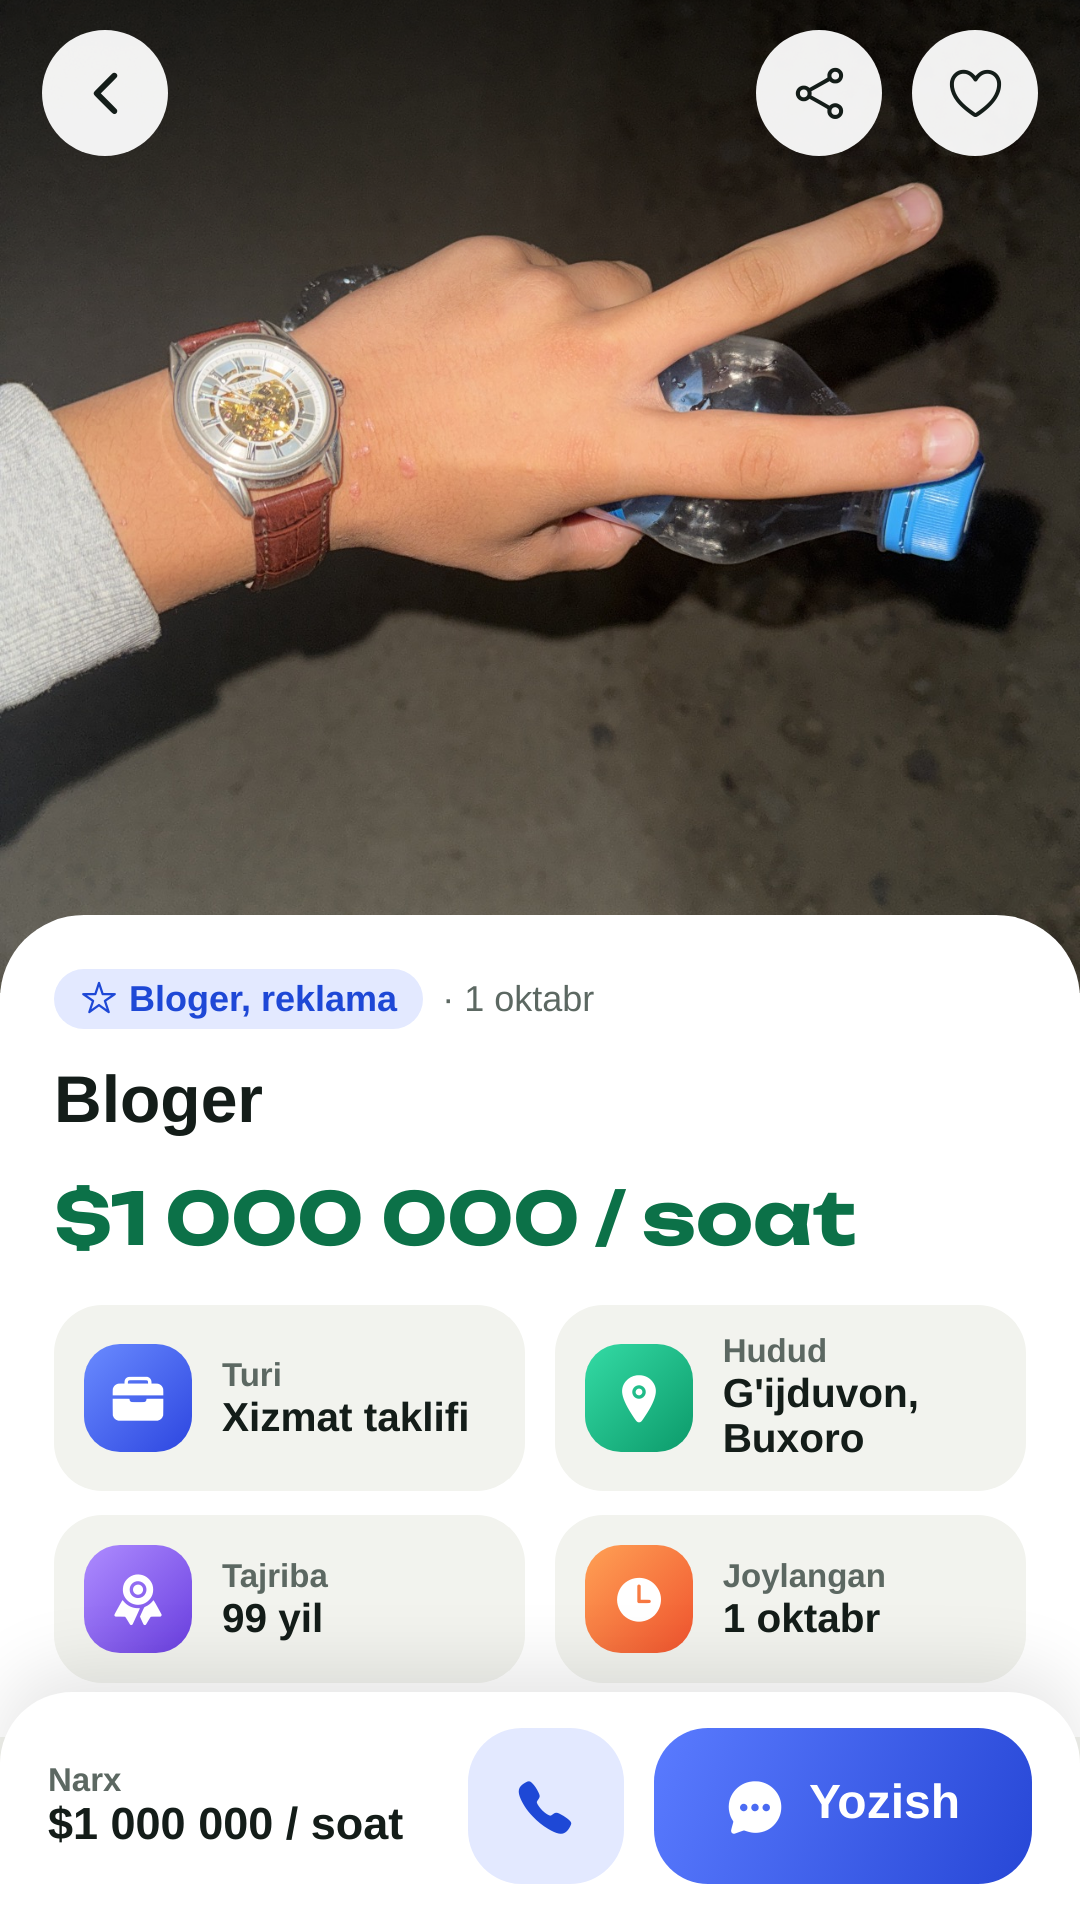 Bloger, reklama · 1 oktabr
Bloger
$1 000 000 / soat
Turi
Xizmat taklifi
Hudud
G'ijduvon,
Buxoro
Tajriba
99 yil
Joylangan
1 oktabr
Narx
$1 000 000 / soat
Yozish